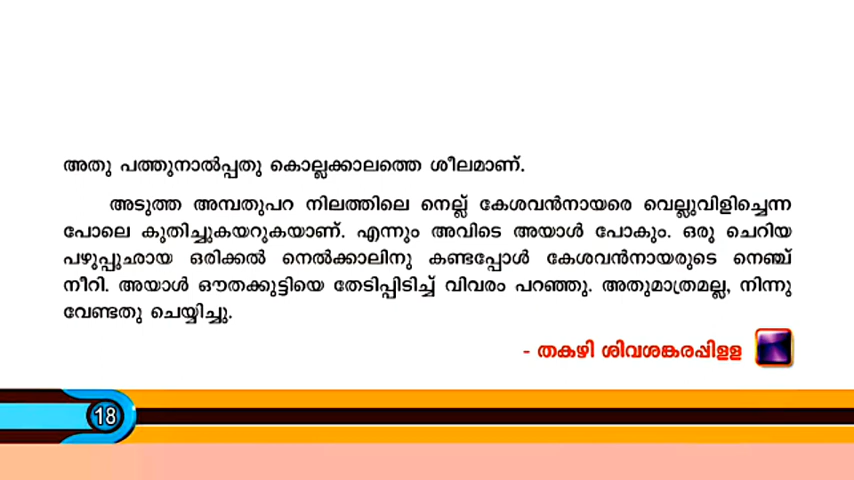 അതു പത്തുനാൽപ്പതു കൊല്ലക്കാലത്തെ ശീലമാണ്.
അടുത്ത അമ്പതുപറ നിലത്തിലെ നെല്ല് കേശവൻനായരെ വെല്ലുവിളിച്ചെന്ന
പോലെ കുതിച്ചുകയറുകയാണ്. എന്നും അവിടെ അയാൾ പോകും. ഒരു ചെറിയ
പഴുപ്പുഛായ ഒരിക്കൽ നെൽക്കാലിനു കണ്ടപ്പോൾ കേശവൻനായരുടെ നെഞ്ച്
നീറി. അയാൾ ഔതക്കുട്ടിയെ തേടിപ്പിടിച്ച് വിവരം പറഞ്ഞു. അതുമാത്രമല്ല, നിന്നു
വേണ്ടതു ചെയ്യിച്ചു.
- തകഴി ശിവശങ്കരപ്പിളള
18